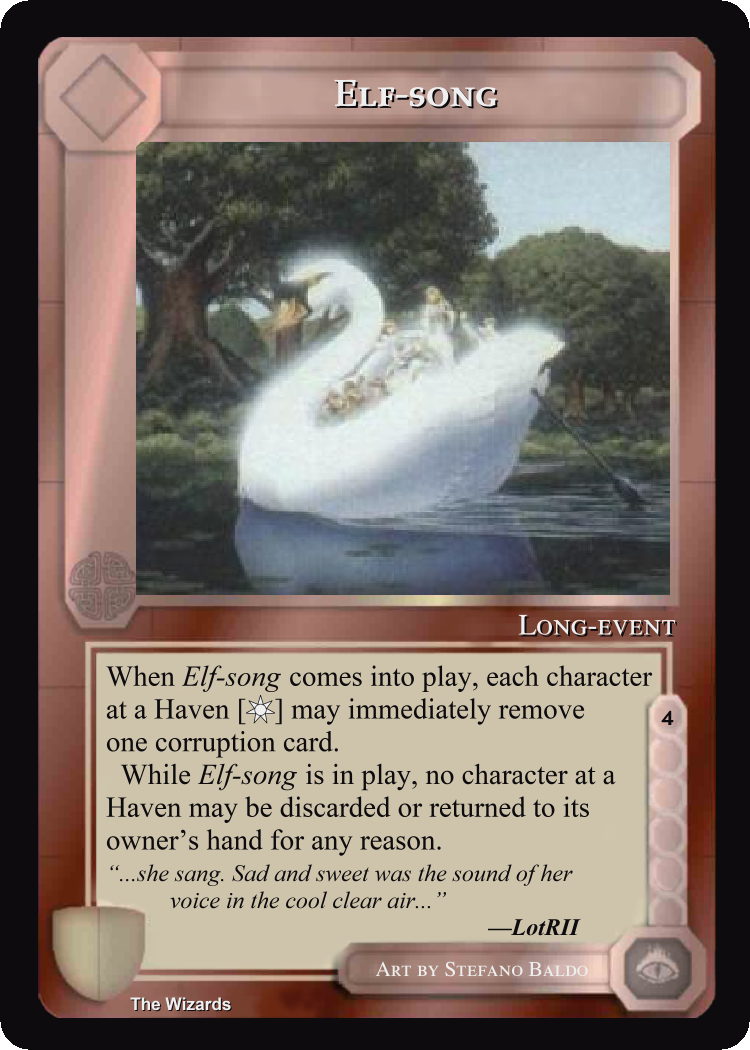 Elf-song
Long-event
When Elf-song comes into play, each character
at a Haven [☼] may immediately remove
one corruption card.
While Elf-song is in play, no character at a
Haven may be discarded or returned to its
owner's hand for any reason.
“...she sang. Sad and sweet was the sound of her
voice in the cool clear air...”
—LotRII
4
Art by Stefano Baldo
The Wizards